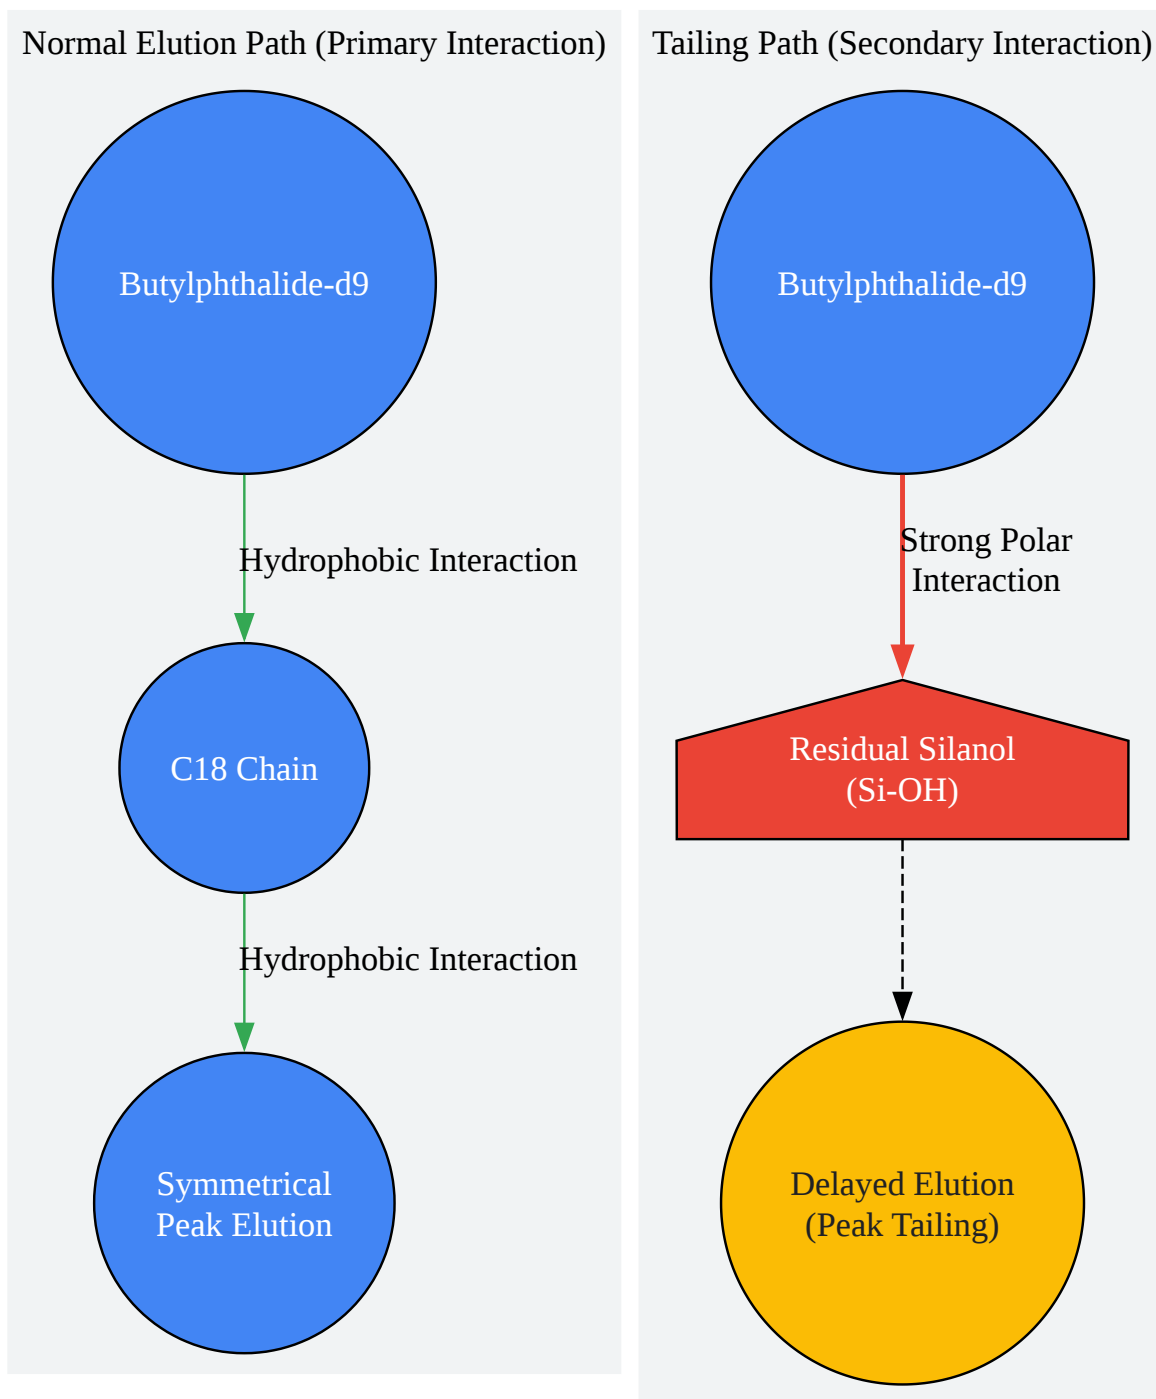 Normal Elution Path (Primary Interaction)
Butylphthalide-d9
Hydrophobic Interaction
C18 Chain
Hydrophobic Interaction
Symmetrical
Peak Elution
Tailing Path (Secondary Interaction)
Butylphthalide-d9
Strong Polar
Interaction
Residual Silanol
(Si-OH)
Delayed Elution
(Peak Tailing)